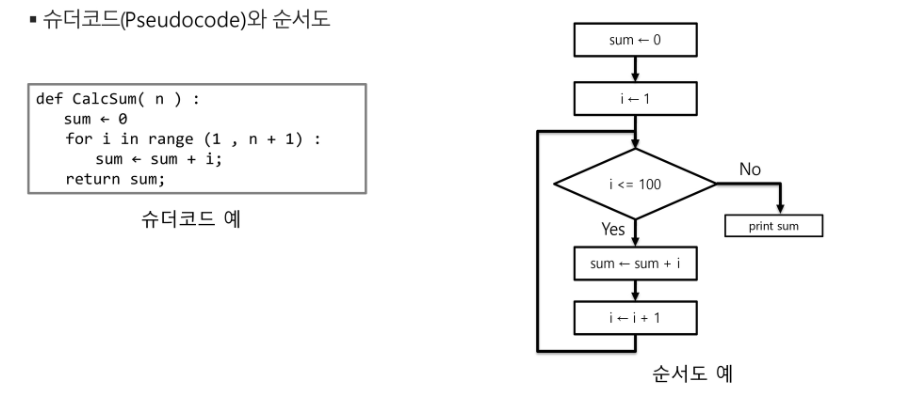 ▪ 슈더코드(Pseudocode)와 순서도
def CalcSum( n ) :
sum ← 0
for i in range (1 , n + 1) :
sum ← sum + i;
return sum;
슈더코드 예
sum ← 0
i ← 1
i <= 100
No
print sum
Yes
sum ← sum + i
i ← i + 1
순서도 예